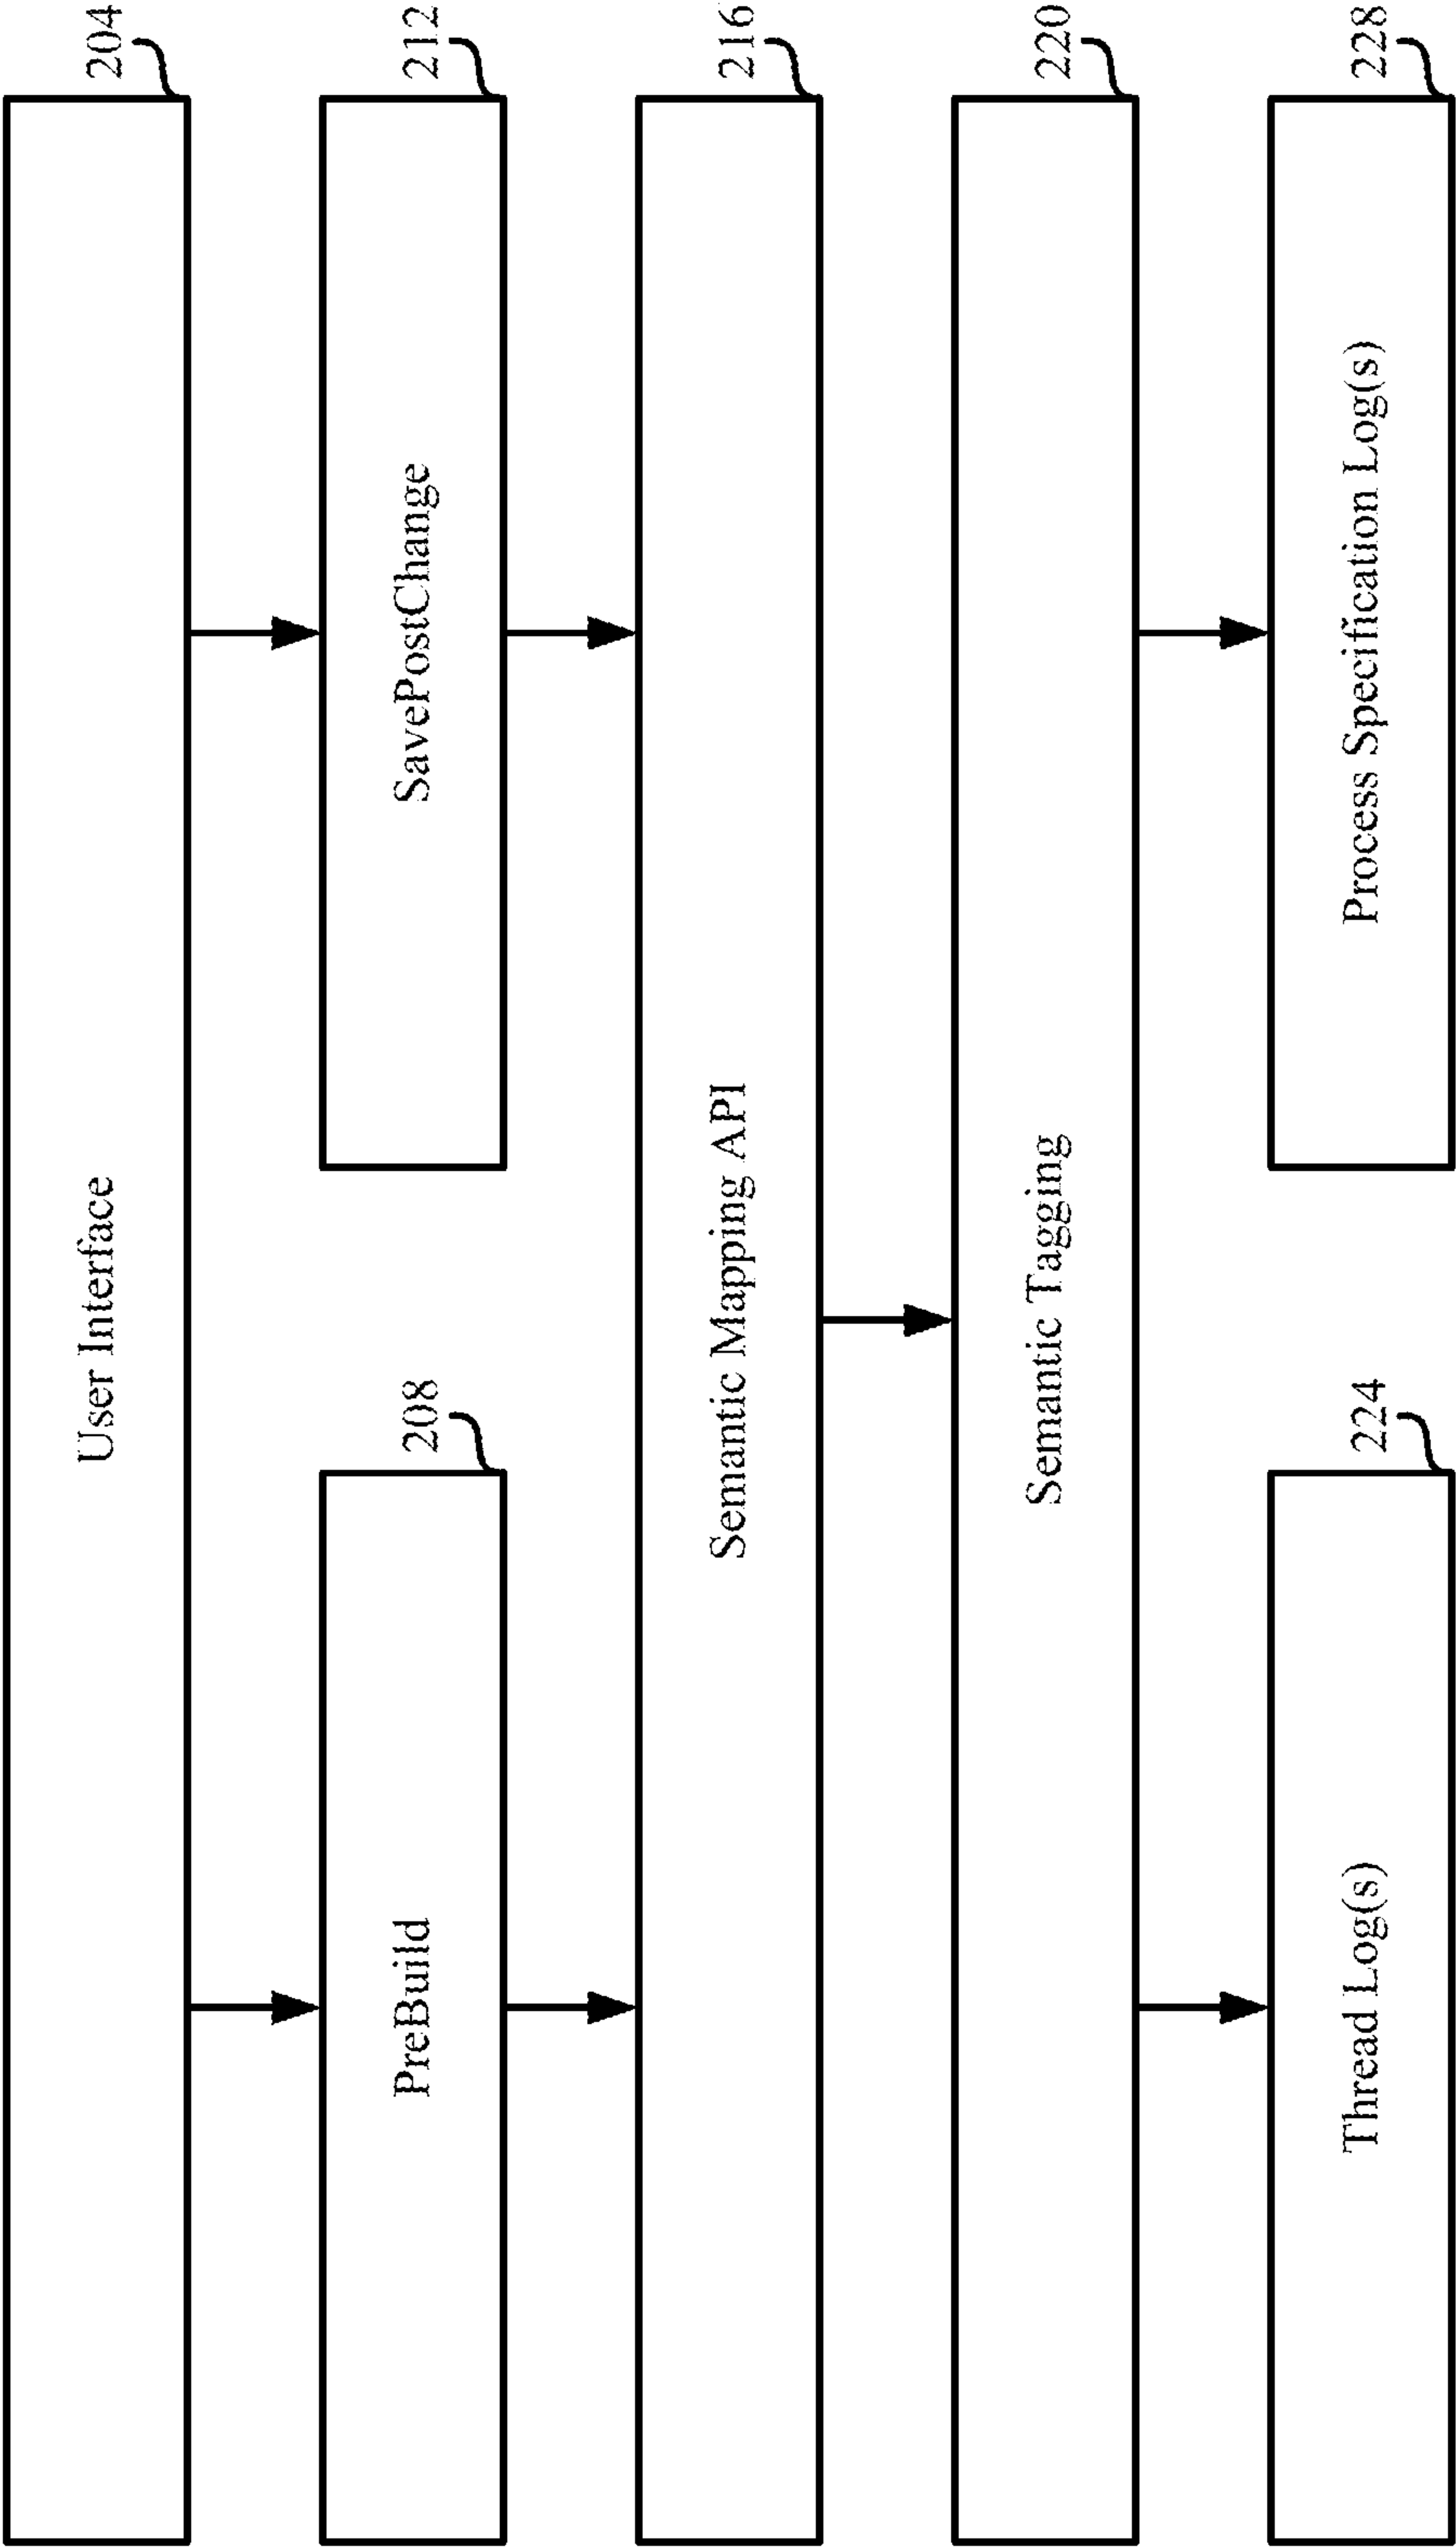 User Interface
204
PreBuild
208
SavePostChange
212
Semantic Mapping API
216
Semantic Tagging
220
Thread Log(s)
224
Process Specification Log(s)
228